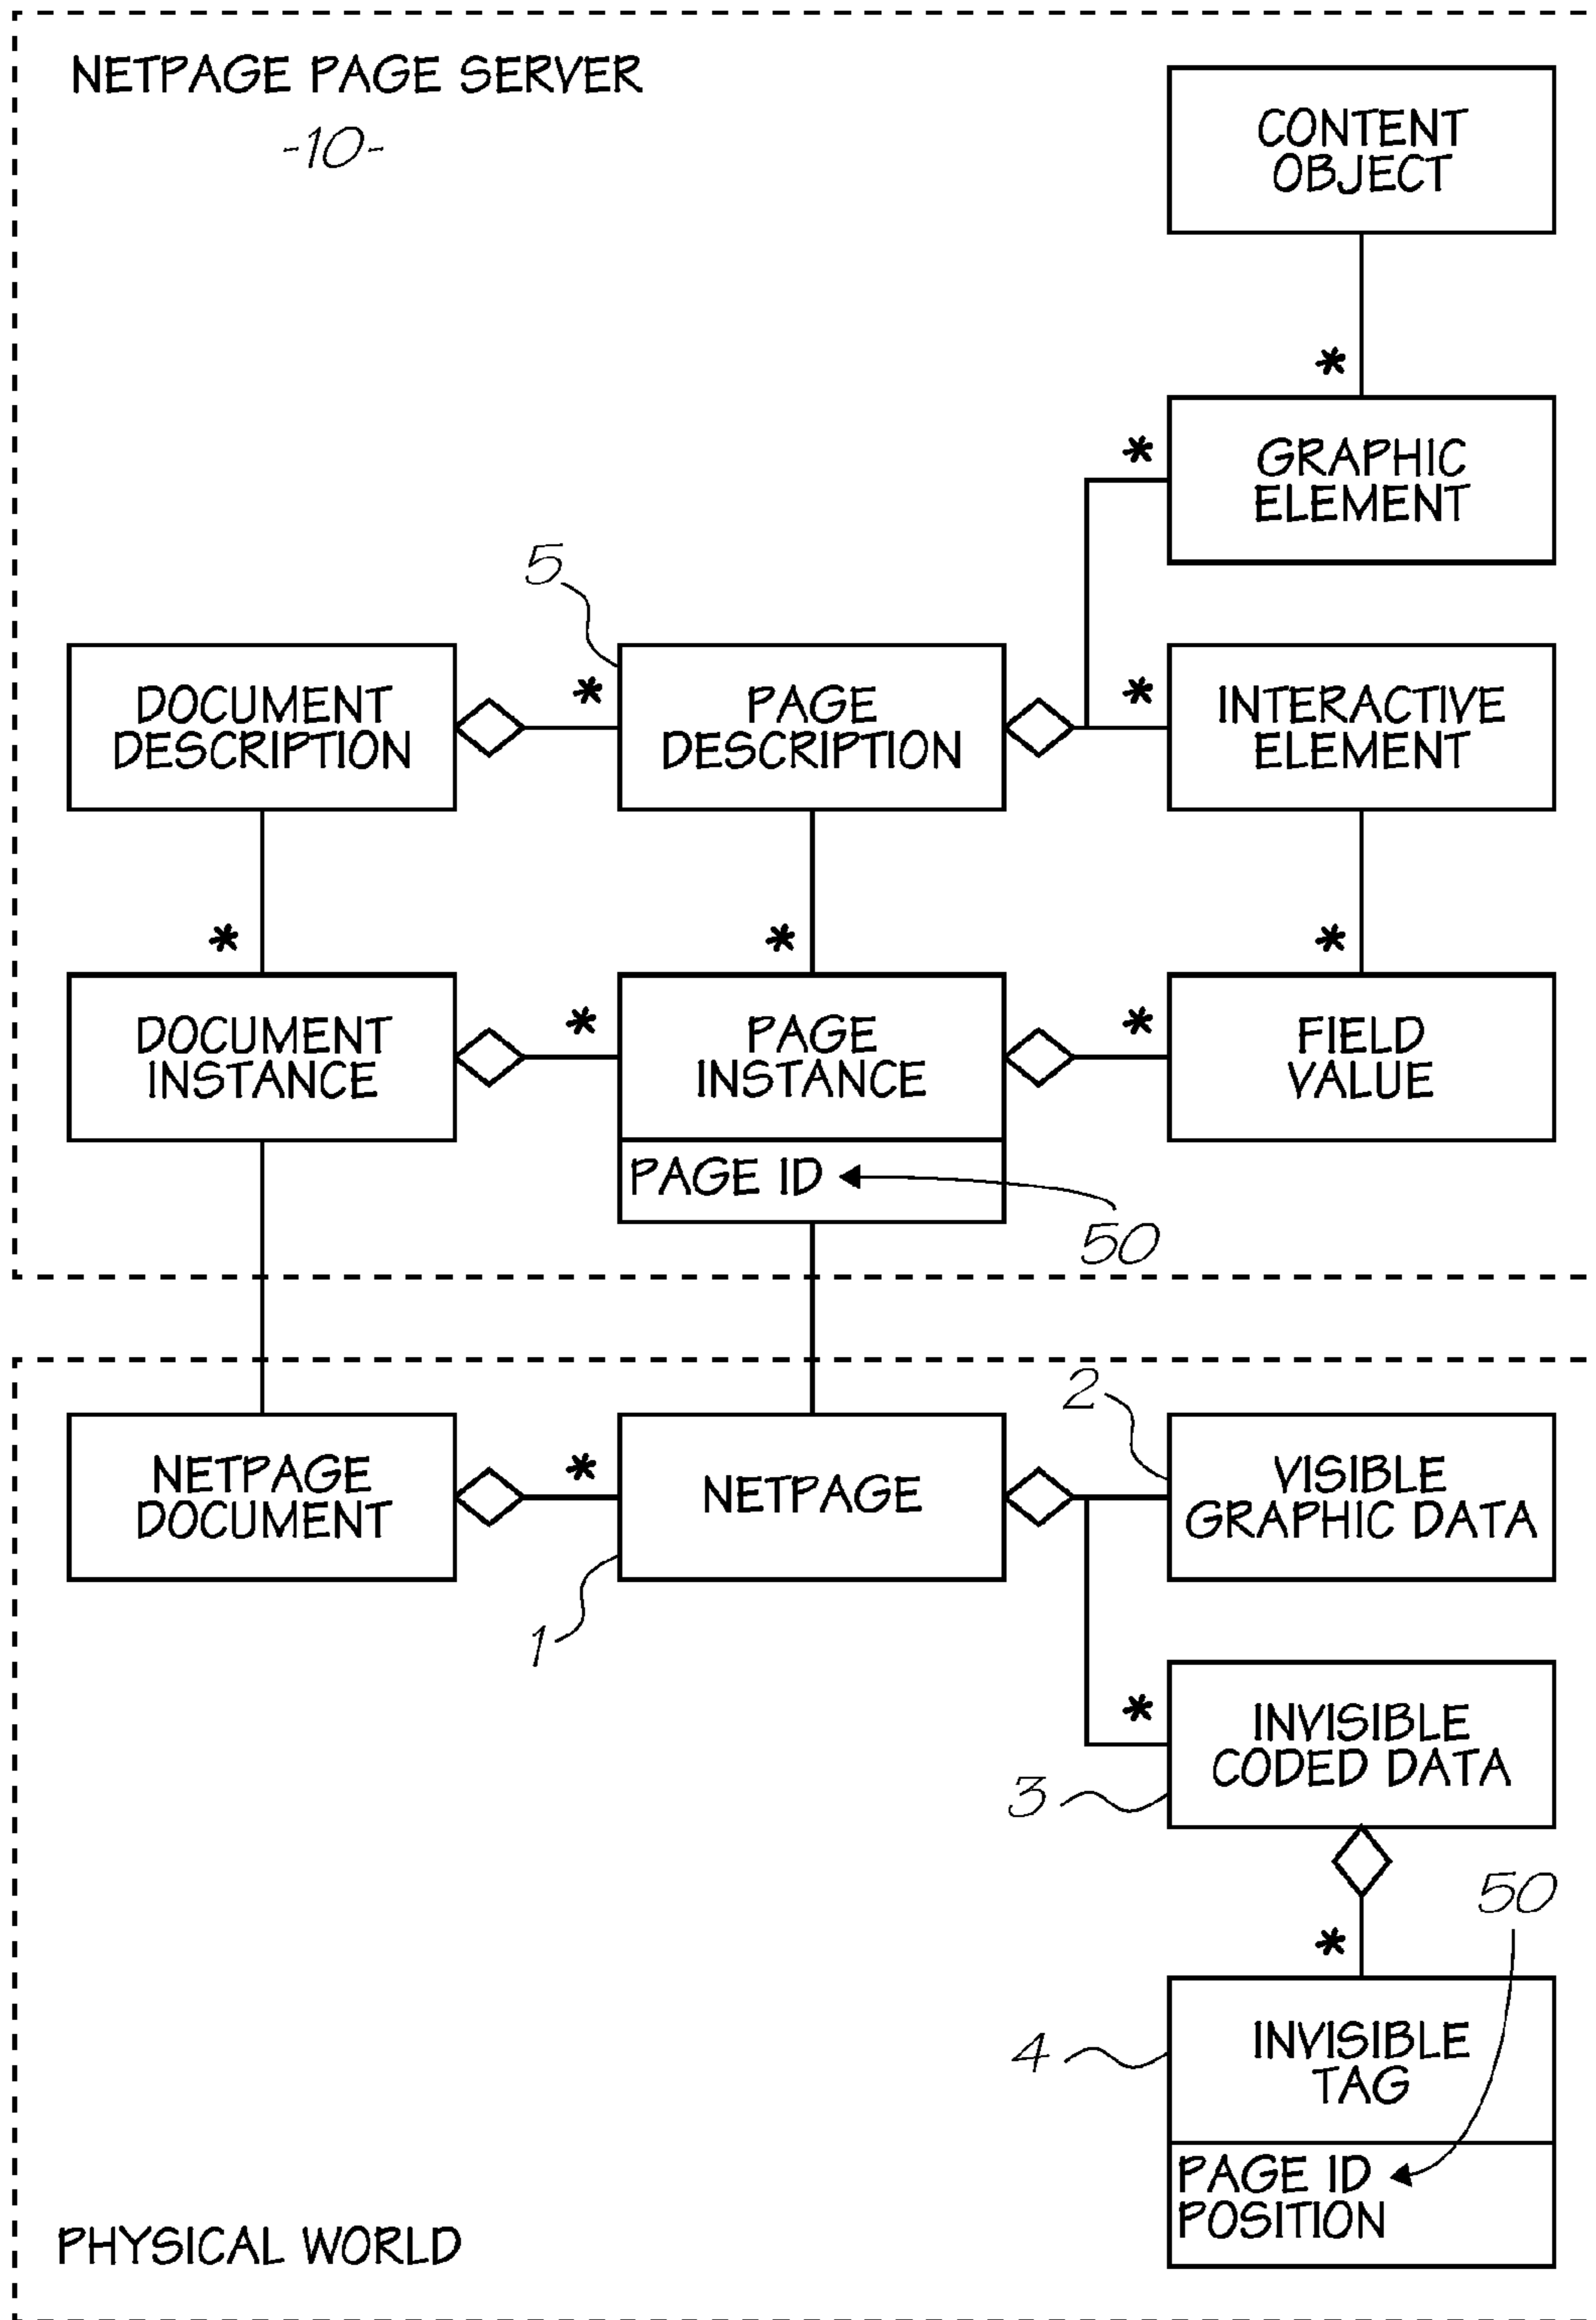 NETPAGE PAGE SERVER
-10-
CONTENT
OBJECT
*
*
GRAPHIC
ELEMENT
5
DOCUMENT
DESCRIPTION
*
PAGE
DESCRIPTION
*
INTERACTIVE
ELEMENT
*
*
*
DOCUMENT
INSTANCE
*
PAGE
INSTANCE
*
FIELD
VALUE
PAGE ID
50
2
NETPAGE
DOCUMENT
*
NETPAGE
VISIBLE
GRAPHIC DATA
1
*
INVISIBLE
CODED DATA
3
50
*
4
INVISIBLE
TAG
PAGE ID
POSITION
PHYSICAL WORLD